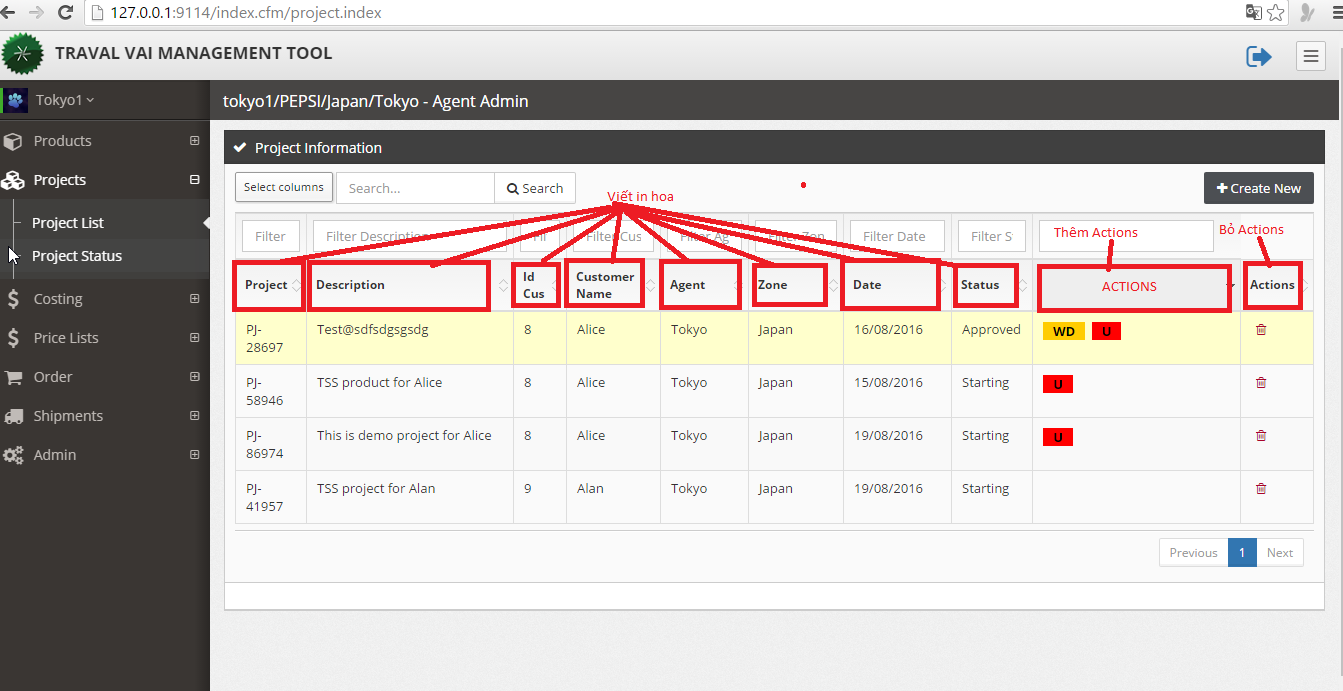 127.0.0.1:9114/index.cfm/project.index
TRAVAL VAI MANAGEMENT TOOL
Tokyo1
tokyo1/PEPSI/Japan/Tokyo - Agent Admin
Products
Projects
Project List
Project Status
Costing
Price Lists
Order
Shipments
Admin
Project Information
Select columns
Search...
Search
Viết in hoa
Create New
Filter
Filter Description
Fil
Filter Cus
Filter Ag
Filter Zon
Filter Date
Filter S
Thêm Actions
Bỏ Actions
Project
Description
Id
Cus
Customer
Name
Agent
Zone
Date
Status
ACTIONS
Actions
PJ-
28697
Test@sdfsdgsgsdg
8
Alice
Tokyo
Japan
16/08/2016
Approved
WD
U
PJ-
58946
TSS product for Alice
8
Alice
Tokyo
Japan
15/08/2016
Starting
U
PJ-
86974
This is demo project for Alice
8
Alice
Tokyo
Japan
19/08/2016
Starting
U
PJ-
41957
TSS project for Alan
9
Alan
Tokyo
Japan
19/08/2016
Starting
Previous
1
Next